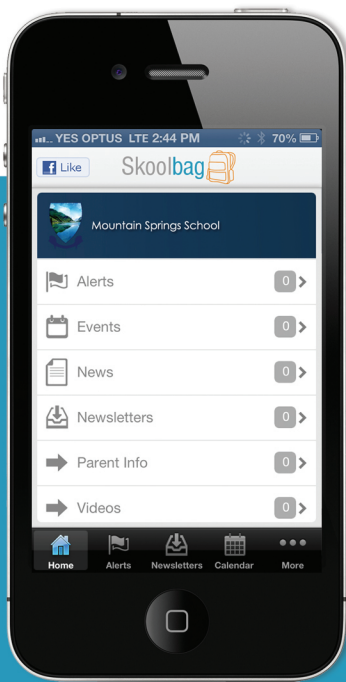 YES OPTUS LTE 2:44 PM 70%
f Like Skoolbag
Mountain Springs School
Alerts 0
Events 0
News 0
Newsletters 0
Parent Info 0
Videos 0
Home Alerts Newsletters Calendar More